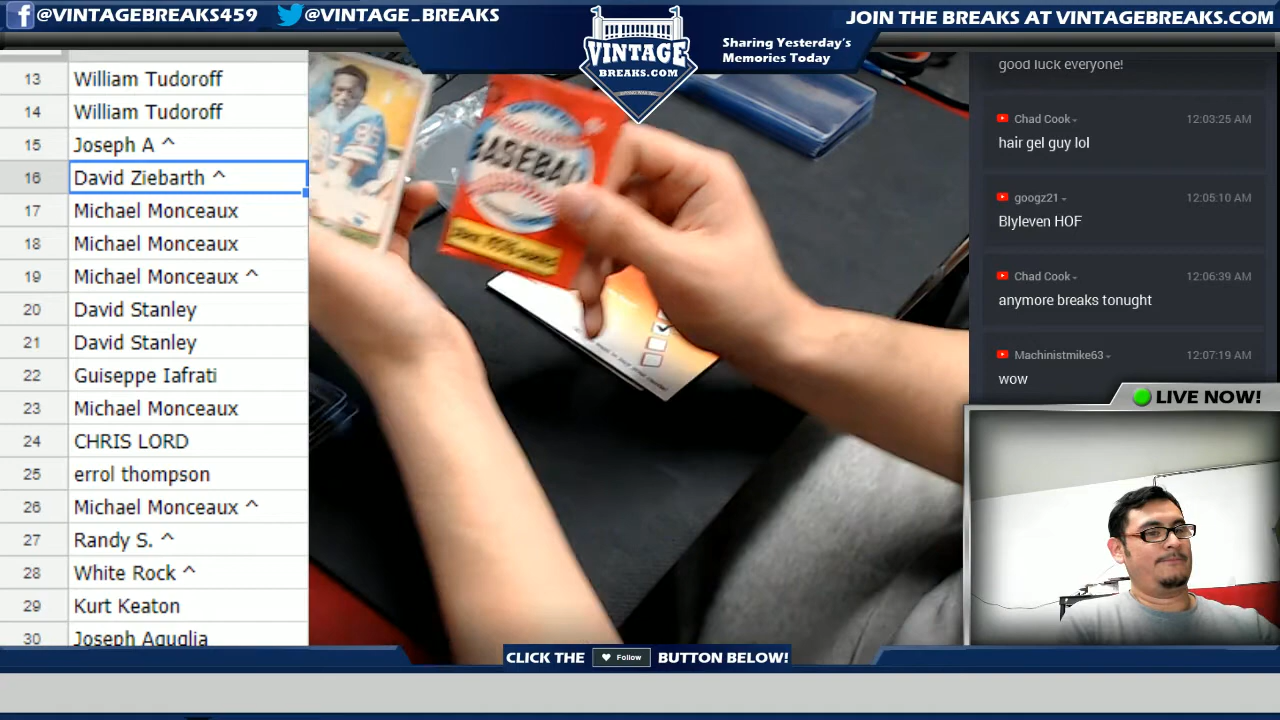 @VINTAGEBREAKS459
@VINTAGE_BREAKS
VINTAGE
BREAKS.COM
Sharing Yesterday's
Memories Today
JOIN THE BREAKS AT VINTAGEBREAKS.COM
13 William Tudoroff
14 William Tudoroff
15 Joseph A ^
16 David Ziebarth ^
17 Michael Monceaux
18 Michael Monceaux
19 Michael Monceaux ^
20 David Stanley
21 David Stanley
22 Guiseppe Iafrati
23 Michael Monceaux
24 CHRIS LORD
25 errol thompson
26 Michael Monceaux ^
27 Randy S. ^
28 White Rock ^
29 Kurt Keaton
30 Joseph Aguglia
BASEBALL
good luck everyone!
Chad Cook 12:03:25 AM
hair gel guy lol
googz21 12:05:10 AM
Blyleven HOF
Chad Cook 12:06:39 AM
anymore breaks tonught
Machinistmike63 12:07:19 AM
wow
LIVE NOW!
CLICK THE Follow BUTTON BELOW!